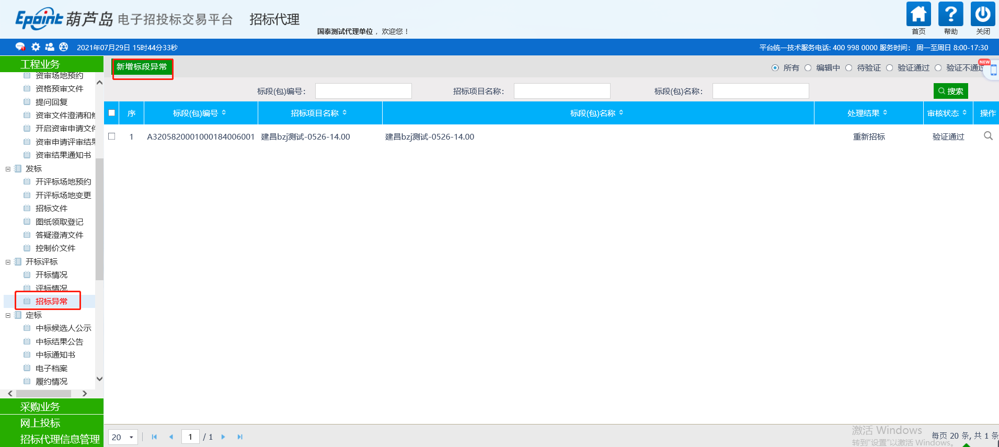 Epoint 葫芦岛 电子招投标交易平台 招标代理
国泰测试代理单位 ，欢迎您！
首页 帮助 关闭
2021年07月29日 15时44分33秒
平台统一技术服务电话: 400 998 0000 服务时间： 周一至周日 8:00-17:30
工程业务
资审场地预约
资格预审文件
提问回复
资审文件澄清和
开启资审申请文
资审申请评审结
资审结果通知书
发标
开评标场地预约
开评标场地变更
招标文件
图纸领取登记
答疑澄清文件
控制价文件
开标评标
开标情况
评标情况
招标异常
定标
中标候选人公示
中标结果公告
中标通知书
电子档案
履约情况
采购业务
网上投标
招标代理信息管理
新增标段异常
所有 编辑中 待验证 验证通过 验证不通过
NEW
标段(包)编号： 招标项目名称： 标段(包)名称： 搜索
序 标段(包)编号 招标项目名称 标段(包)名称 处理结果 审核状态 操作
1 A3205820001000184006001 建昌bzj测试-0526-14.00 建昌bzj测试-0526-14.00 重新招标 验证通过
20 1 / 1
每页 20 条, 共 1 条
激活 Windows
转到"设置"以激活 Windows。